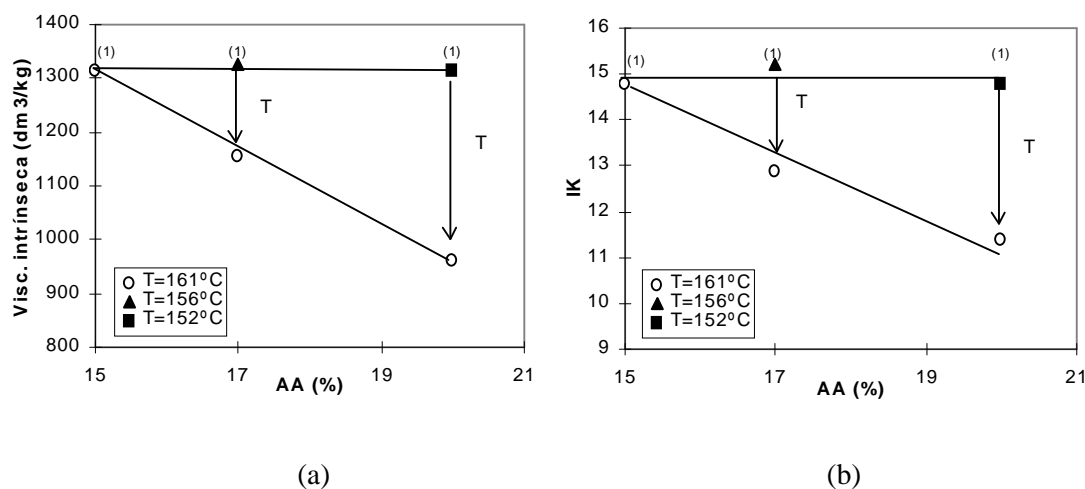 1400
1300
1200
1100
1000
900
800
Visc. intrínseca (dm3/kg)
(1)
(1)
(1)
T
T
T=161ºC
T=156ºC
T=152ºC
15
17
19
21
AA (%)
(a)
16
15
14
13
12
11
10
9
IK
(1)
(1)
(1)
T
T
T=161ºC
T=156ºC
T=152ºC
15
17
19
21
AA (%)
(b)